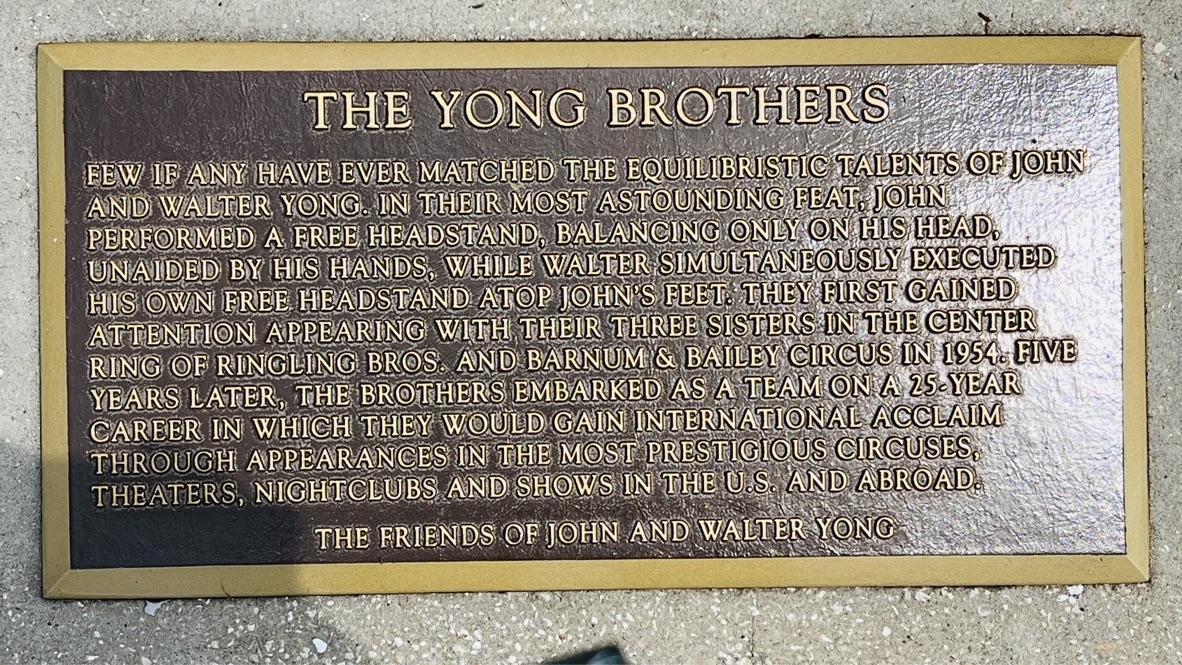 THE YONG BROTHERS
FEW IF ANY HAVE EVER MATCHED THE EQUILIBRISTIC TALENTS OF JOHN
AND WALTER YONG. IN THEIR MOST ASTOUNDING FEAT, JOHN
PERFORMED A FREE HEADSTAND, BALANCING ONLY ON HIS HEAD,
UNAIDED BY HIS HANDS, WHILE WALTER SIMULTANEOUSLY EXECUTED
HIS OWN FREE HEADSTAND ATOP JOHN'S FEET. THEY FIRST GAINED
ATTENTION APPEARING WITH THEIR THREE SISTERS IN THE CENTER
RING OF RINGLING BROS. AND BARNUM & BAILEY CIRCUS IN 1954. FIVE
YEARS LATER, THE BROTHERS EMBARKED AS A TEAM ON A 25-YEAR
CAREER IN WHICH THEY WOULD GAIN INTERNATIONAL ACCLAIM
THROUGH APPEARANCES IN THE MOST PRESTIGIOUS CIRCUSES,
THEATERS, NIGHTCLUBS AND SHOWS IN THE U.S. AND ABROAD.
THE FRIENDS OF JOHN AND WALTER YONG